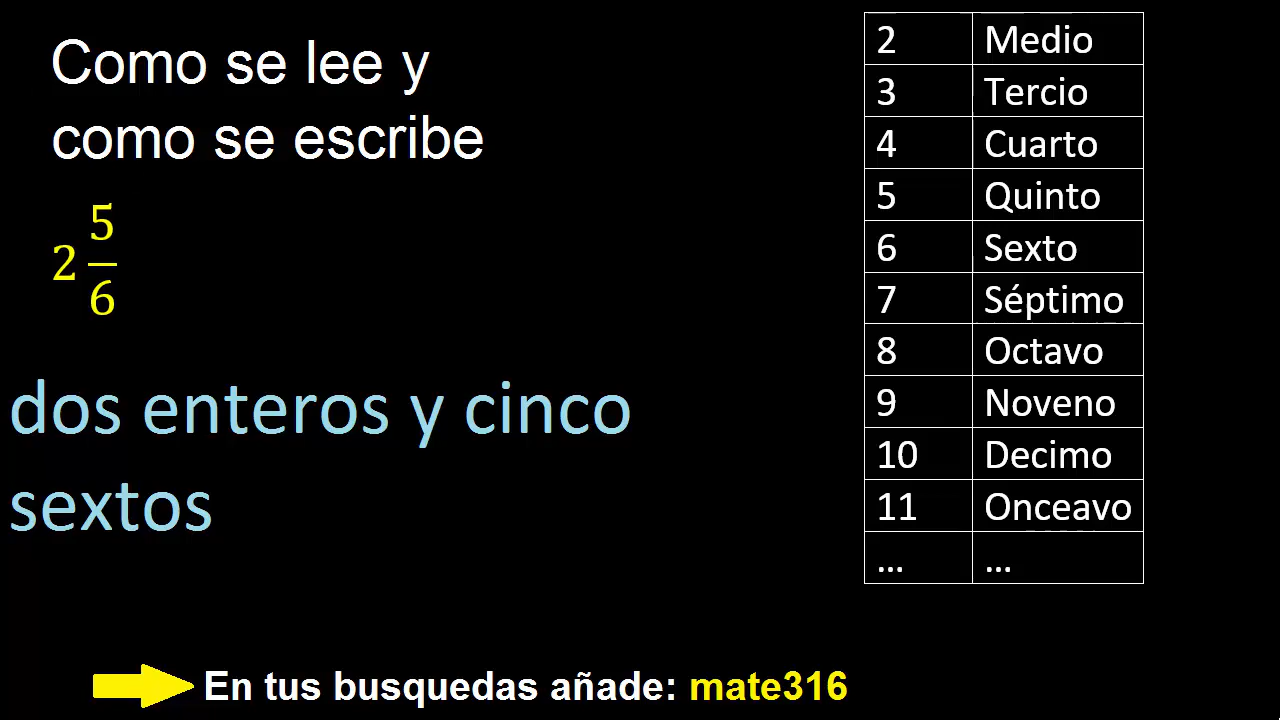 Como se lee y
como se escribe
2 5/6
dos enteros y cinco
sextos
2 Medio
3 Tercio
4 Cuarto
5 Quinto
6 Sexto
7 Séptimo
8 Octavo
9 Noveno
10 Decimo
11 Onceavo
... ...
En tus busquedas añade: mate316